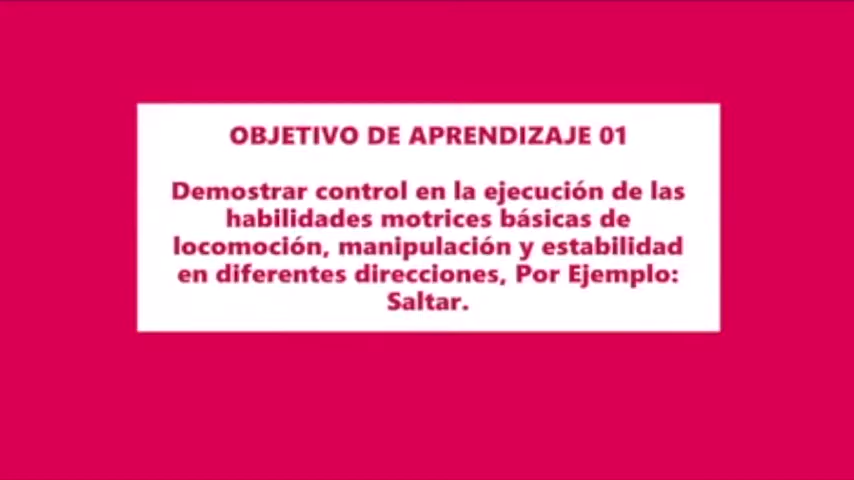 OBJETIVO DE APRENDIZAJE 01
Demostrar control en la ejecución de las
habilidades motrices básicas de
locomoción, manipulación y estabilidad
en diferentes direcciones, Por Ejemplo:
Saltar.